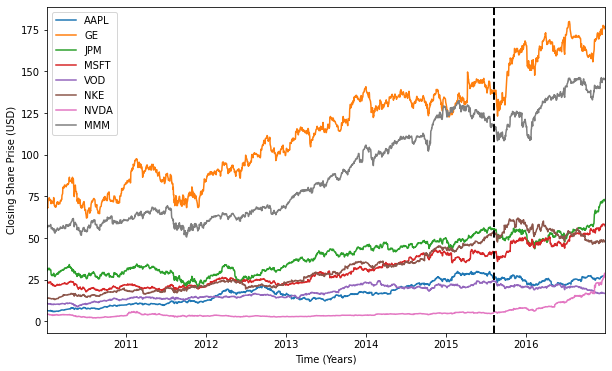 AAPL
GE
JPM
MSFT
VOD
NKE
NVDA
MMM
Closing Share Prise (USD)
175
150
125
100
75
50
25
0
2011 2012 2013 2014 2015 2016
Time (Years)